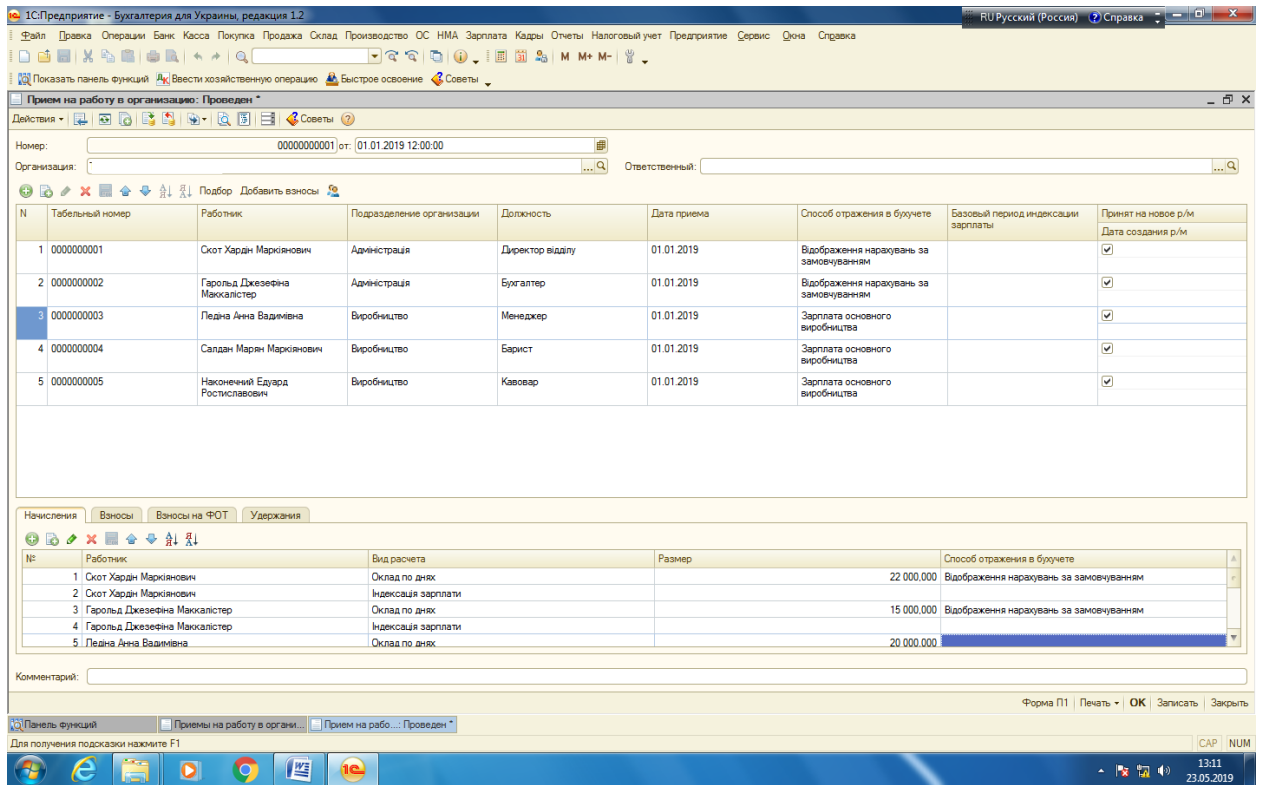 1С:Предприятие - Бухгалтерия для Украины, редакция 1.2
RU Русский (Россия) Справка
Файл Правка Операции Банк Касса Покупка Продажа Склад Производство ОС НМА Зарплата Кадры Отчеты Налоговый учет Предприятие Сервис Окна Справка
M M+ M-
Показать панель функций Ввести хозяйственную операцию Быстрое освоение Советы
Прием на работу в организацию: Проведен *
Действия Советы
Номер: 00000000001 от: 01.01.2019 12:00:00
Организация: Ответственный:
Подбор Добавить взносы
N Табельный номер Работник Подразделение организации Должность Дата приема Способ отражения в бухучете Базовый период индексации зарплаты Принят на новое р/м
Дата создания р/м
1 0000000001 Скот Хардін Маркіянович Адміністрація Директор відділу 01.01.2019 Відображення нарахувань за замовчуванням
2 0000000002 Гарольд Джезефіна Маккалістер Адміністрація Бухгалтер 01.01.2019 Відображення нарахувань за замовчуванням
3 0000000003 Педіна Анна Вадимівна Виробництво Менеджер 01.01.2019 Зарплата основного виробництва
4 0000000004 Салдан Марян Маркіянович Виробництво Барист 01.01.2019 Зарплата основного виробництва
5 0000000005 Наконечний Едуард Ростиславович Виробництво Кавовар 01.01.2019 Зарплата основного виробництва
Начисления Взносы Взносы на ФОТ Удержания
№ Работник Вид расчета Размер Способ отражения в бухучете
1 Скот Хардін Маркіянович Оклад по днях 22 000,000 Відображення нарахувань за замовчуванням
2 Скот Хардін Маркіянович Індексація зарплати
3 Гарольд Джезефіна Маккалістер Оклад по днях 15 000,000 Відображення нарахувань за замовчуванням
4 Гарольд Джезефіна Маккалістер Індексація зарплати
5 Педіна Анна Вадимівна Оклад по днях 20 000,000
Комментарий:
Форма П1 Печать OK Записать Закрыть
Панель функций Приемы на работу в органи... Прием на рабо...: Проведен *
Для получения подсказки нажмите F1
CAP NUM
13:11
23.05.2019